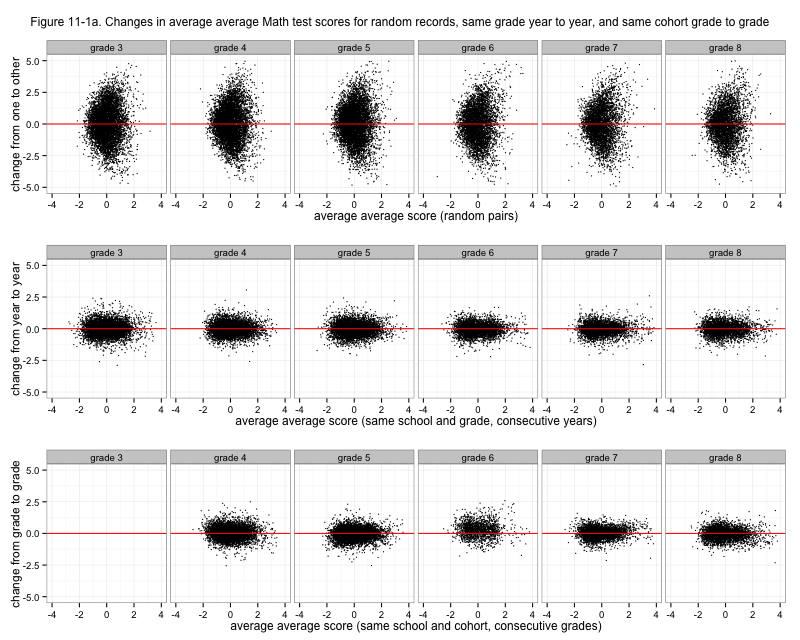 Figure 11-1a. Changes in average average Math test scores for random records, same grade year to year, and same cohort grade to grade
grade 3 grade 4 grade 5 grade 6 grade 7 grade 8
change from one to other
5.0
2.5
0.0
-2.5
-5.0
-4 -2 0 2 4 -4 -2 0 2 4 -4 -2 0 2 4 -4 -2 0 2 4 -4 -2 0 2 4 -4 -2 0 2 4
average average score (random pairs)
grade 3 grade 4 grade 5 grade 6 grade 7 grade 8
change from year to year
5.0
2.5
0.0
-2.5
-5.0
-4 -2 0 2 4 -4 -2 0 2 4 -4 -2 0 2 4 -4 -2 0 2 4 -4 -2 0 2 4 -4 -2 0 2 4
average average score (same school and grade, consecutive years)
grade 3 grade 4 grade 5 grade 6 grade 7 grade 8
change from grade to grade
5.0
2.5
0.0
-2.5
-5.0
-4 -2 0 2 4 -4 -2 0 2 4 -4 -2 0 2 4 -4 -2 0 2 4 -4 -2 0 2 4 -4 -2 0 2 4
average average score (same school and cohort, consecutive grades)